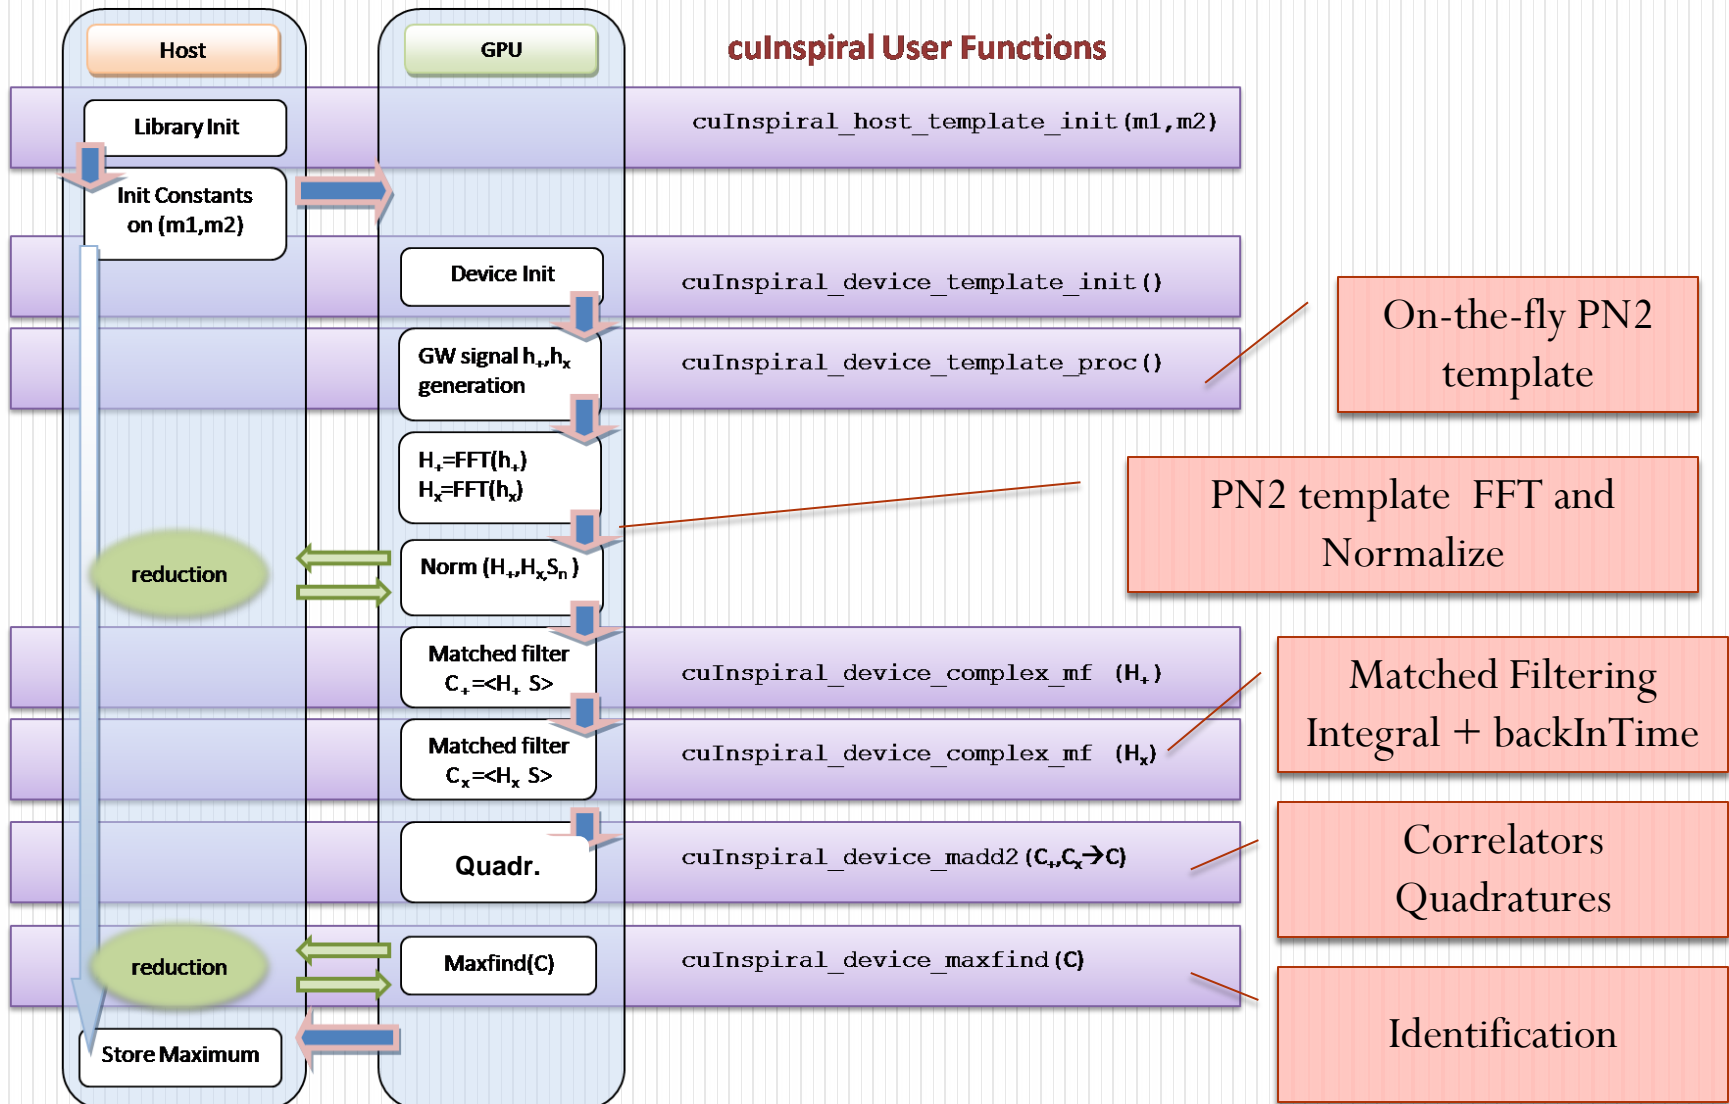 Host
GPU
cuInspiral User Functions
Library Init
cuInspiral_host_template_init(m1,m2)
Init Constants
on (m1,m2)
Device Init
cuInspiral_device_template_init()
On-the-fly PN2
template
GW signal h₊,hₓ
generation
cuInspiral_device_template_proc()
H₊=FFT(h₊)
Hₓ=FFT(hₓ)
PN2 template FFT and
Normalize
reduction
Norm (H₊,Hₓ,Sₙ )
Matched filter
C₊=<H₊ S>
cuInspiral_device_complex_mf (H₊)
Matched Filtering
Integral + backInTime
Matched filter
Cₓ=<Hₓ S>
cuInspiral_device_complex_mf (Hₓ)
Quadr.
cuInspiral_device_madd2(C₊,Cₓ→C)
Correlators
Quadratures
reduction
Maxfind(C)
cuInspiral_device_maxfind(C)
Identification
Store Maximum